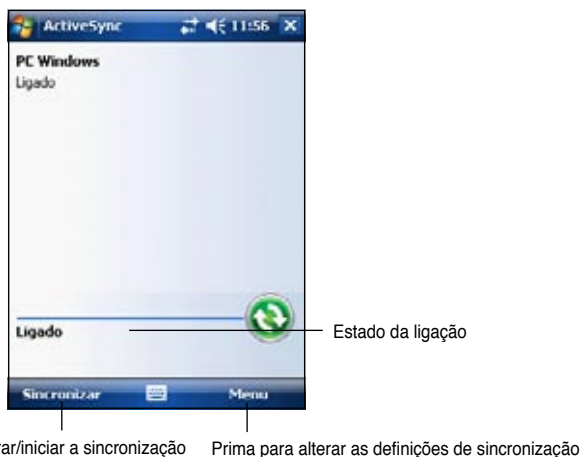 ActiveSync 11:56
PC Windows
Ligado
Ligado
Estado da ligação
Sincronizar Menu
ar/iniciar a sincronização Prima para alterar as definições de sincronização